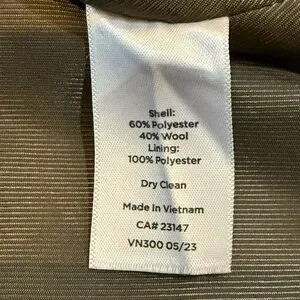 Shell:
60% Polyester
40% Wool
Lining:
100% Polyester
Dry Clean
Made In Vietnam
CA# 23147
VN300 05/23